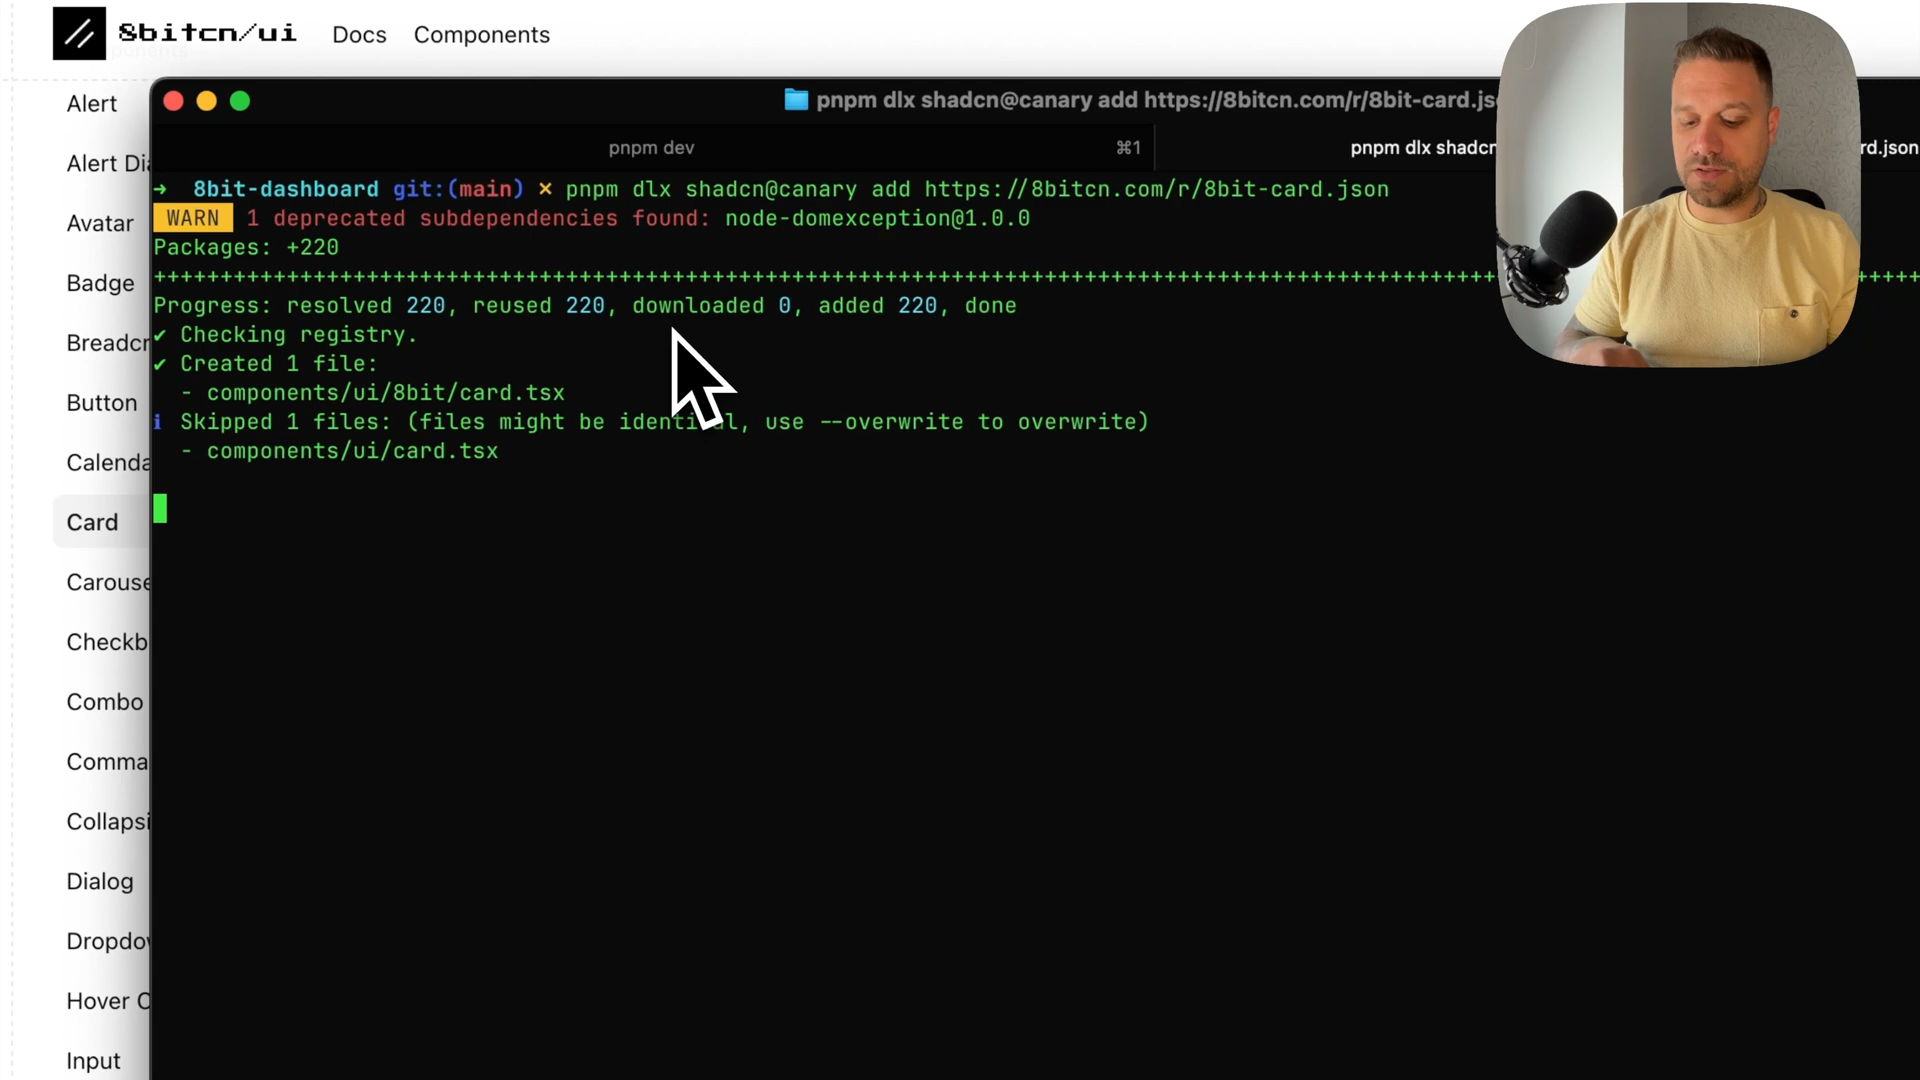 8bitcn/ui Docs Components
Alert
Alert Dia
Avatar
Badge
Breadcr
Button
Calenda
Card
Carouse
Checkb
Combo
Comma
Collapsi
Dialog
Dropdo
Hover C
Input
pnpm dlx shadcn@canary add https://8bitcn.com/r/8bit-card.js
pnpm dev ⌘1 pnpm dlx shadcn rd.json
➜ 8bit-dashboard git:(main) ✗ pnpm dlx shadcn@canary add https://8bitcn.com/r/8bit-card.json
WARN 1 deprecated subdependencies found: node-domexception@1.0.0
Packages: +220
++++++++++++++++++++++++++++++++++++++++++++++++++++++++++++++++++++++++++++++++++++++++++++++++++++
Progress: resolved 220, reused 220, downloaded 0, added 220, done
✔ Checking registry.
✔ Created 1 file:
- components/ui/8bit/card.tsx
ℹ Skipped 1 files: (files might be identical, use --overwrite to overwrite)
- components/ui/card.tsx